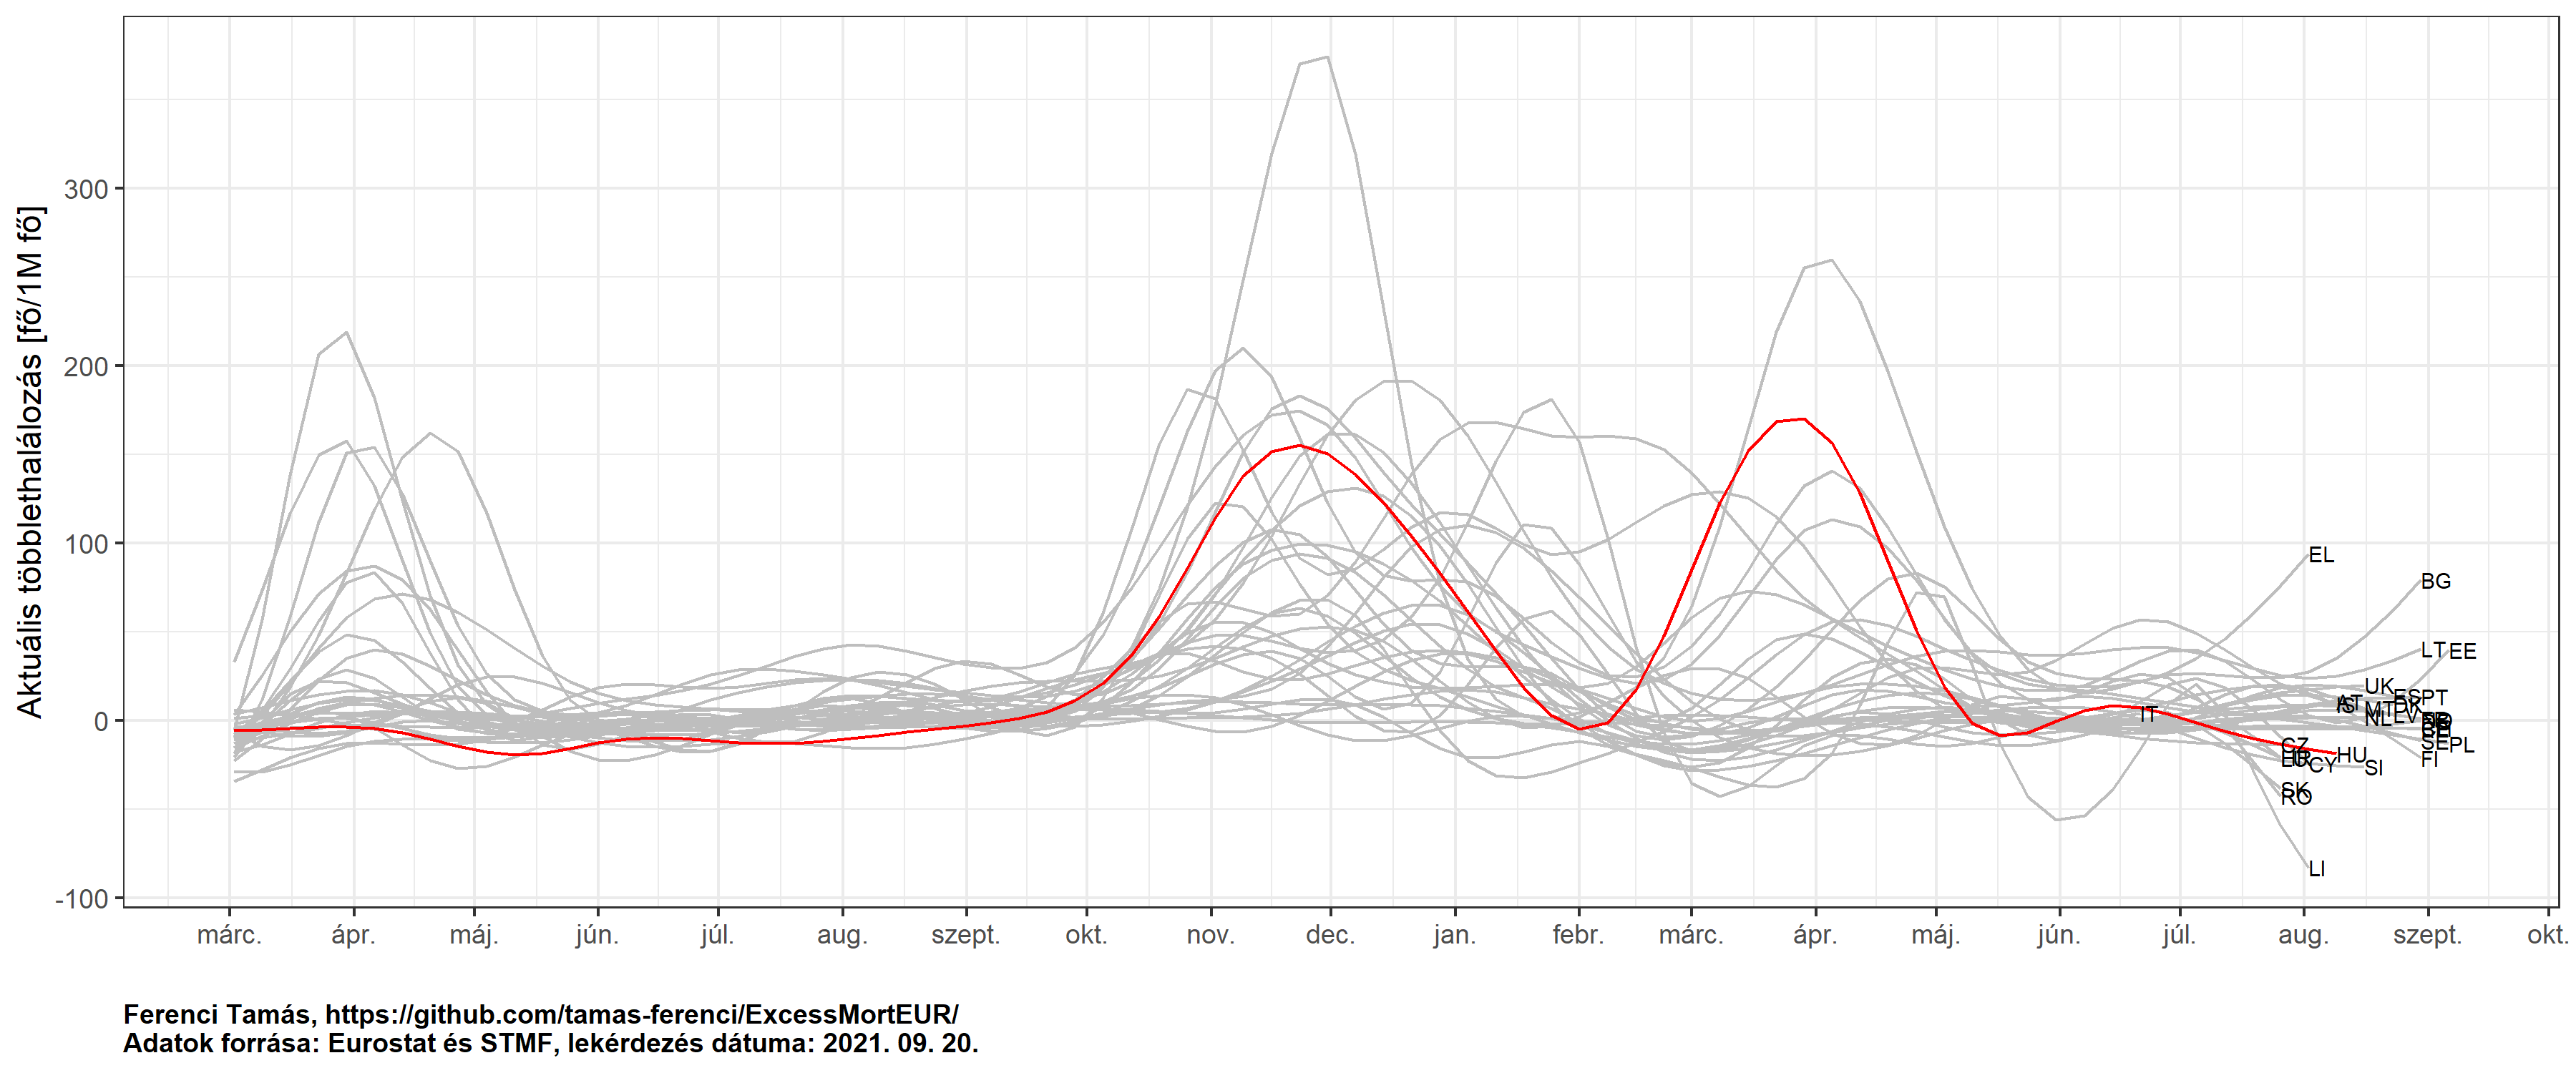 Aktuális többlethalálozás [fő/1M fő]
300
200
100
0
-100
EL
BG
LT EE
UK
ES PT
AT
IS
MT DK
IT
NL LV
CZ
HU
SE PL
CY
FI
SI
SK
RO
LI
márc. ápr. máj. jún. júl. aug. szept. okt. nov. dec. jan. febr. márc. ápr. máj. jún. júl. aug. szept. okt.
Ferenci Tamás, https://github.com/tamas-ferenci/ExcessMortEUR/
Adatok forrása: Eurostat és STMF, lekérdezés dátuma: 2021. 09. 20.